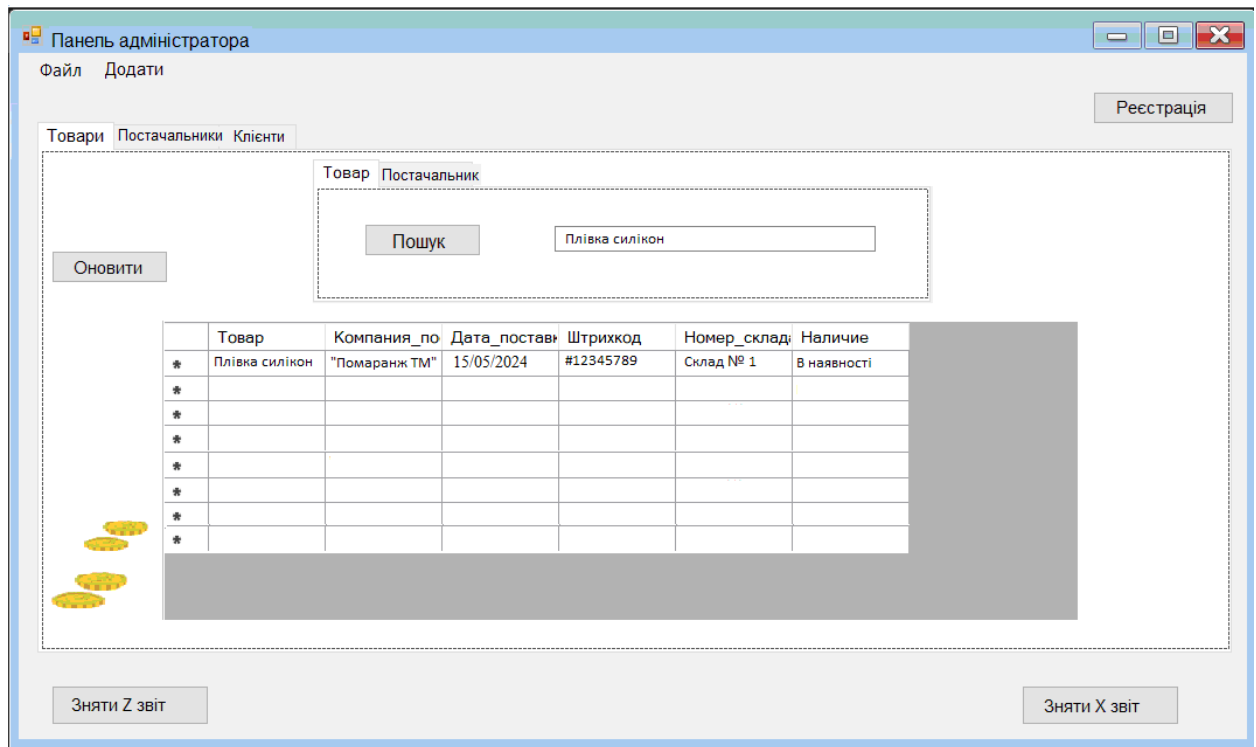 Панель адміністратора
Файл Додати
Реєстрація
Товари Постачальники Клієнти
Товар Постачальник
Пошук Плівка силікон
Оновити
Товар Компания_по Дата_поставк Штрихкод Номер_склад Наличие
* Плівка силікон "Помаранж ТМ" 15/05/2024 #12345789 Склад № 1 В наявності
*
*
*
*
*
*
*
Зняти Z звіт Зняти X звіт